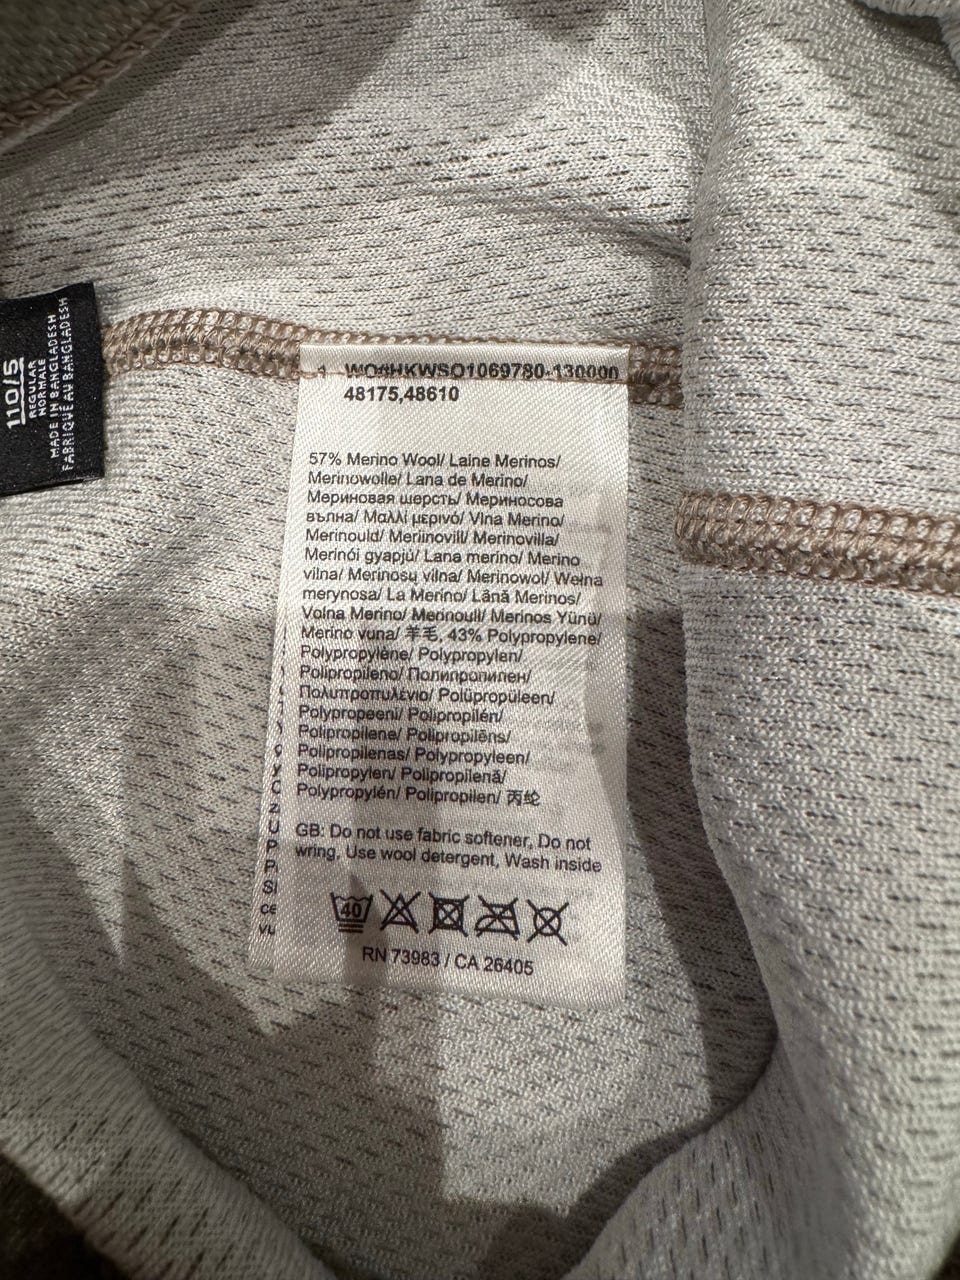 110/5
REGULAR
NORMALE
MADE IN BANGLADESH
FABRIQUÉ AU BANGLADESH
WO#HKWSO1069780-130000
48175,48610
57% Merino Wool/ Laine Merinos/
Merinowolle/ Lana de Merino/
Мериновая шерсть/ Мериносова
вълна/ Μαλλί μερινό/ Vlna Merino/
Merinould/ Meriinovill/ Merinovilla/
Merinói gyapjú/ Lana merino/ Merino
vilna/ Merinosų vilna/ Merinowol/ Wełna
merynosa/ La Merino/ Lână Merinos/
Volna Merino/ Merinoull/ Merinos Yünü/
Merino vuna/ 羊毛, 43% Polypropylene/
Polypropylène/ Polypropylen/
Polipropileno/ Полипропилен/
Πολυπροπυλένιο/ Polüpropüleen/
Polypropeeni/ Polipropilén/
Polipropilene/ Polipropilēns/
Polipropilenas/ Polypropyleen/
Polipropylen/ Polipropilenă/
Polypropylén/ Polipropilen/ 丙纶
GB: Do not use fabric softener, Do not
wring, Use wool detergent, Wash inside
40
RN 73983 / CA 26405